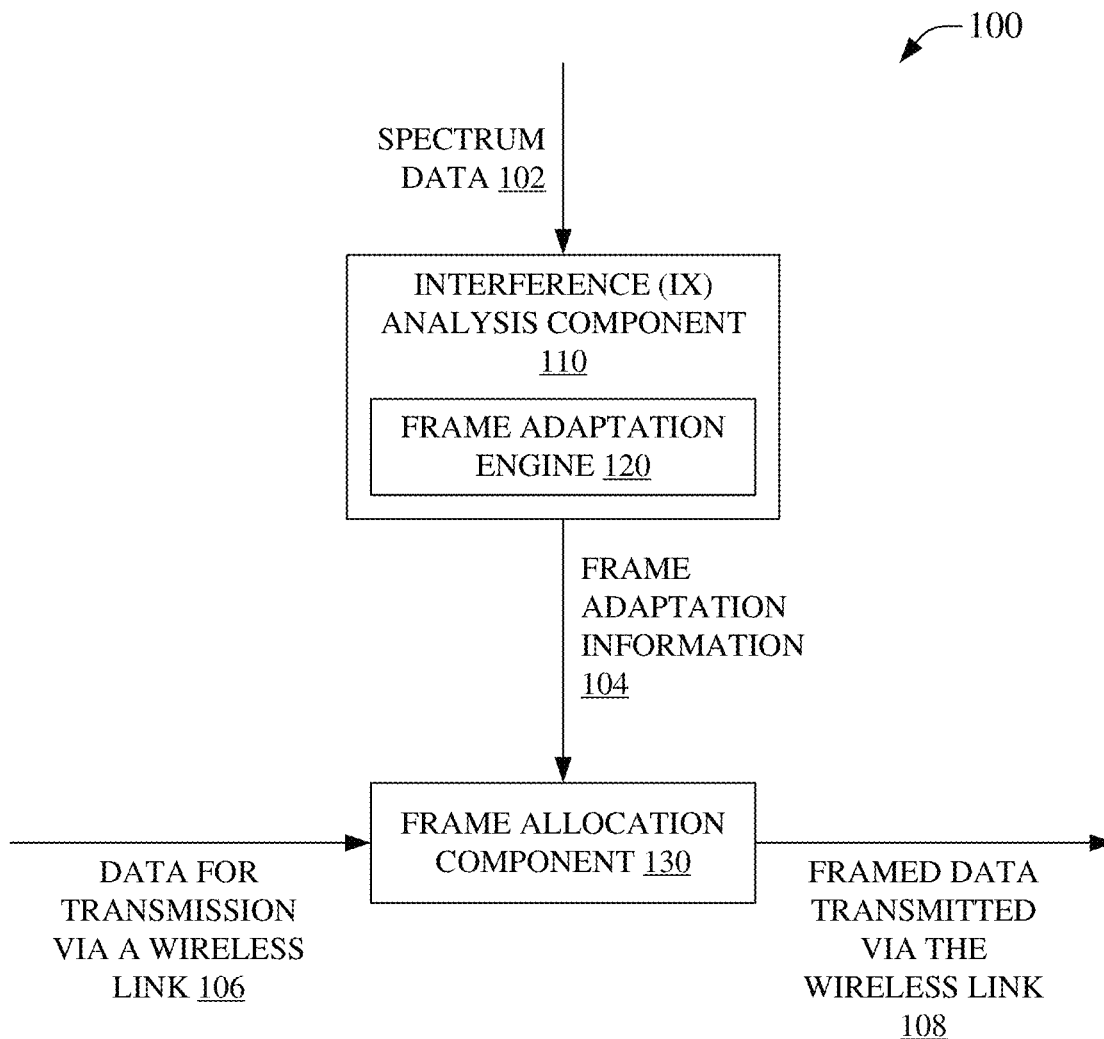 100
SPECTRUM
DATA 102
INTERFERENCE (IX)
ANALYSIS COMPONENT
110
FRAME ADAPTATION
ENGINE 120
FRAME
ADAPTATION
INFORMATION
104
FRAME ALLOCATION
COMPONENT 130
DATA FOR
TRANSMISSION
VIA A WIRELESS
LINK 106
FRAMED DATA
TRANSMITTED
VIA THE
WIRELESS LINK
108